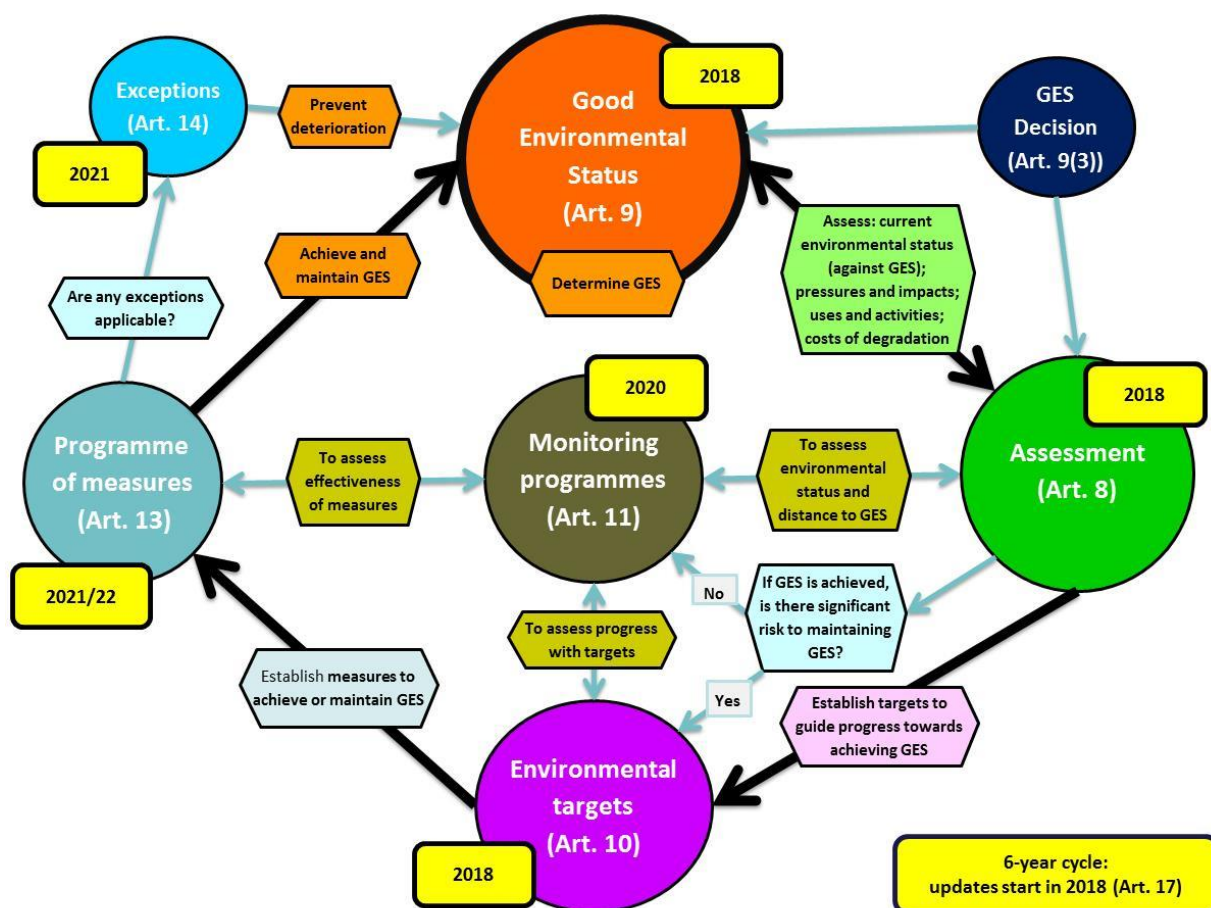 Exceptions
(Art. 14)
2021
Prevent
deterioration
Good
Environmental
Status
(Art. 9)
2018
Determine GES
GES
Decision
(Art. 9(3))
Achieve and
maintain GES
Are any exceptions
applicable?
Assess: current
environmental status
(against GES);
pressures and impacts;
uses and activities;
costs of degradation
Programme
of measures
(Art. 13)
2021/22
To assess
effectiveness
of measures
2020
Monitoring
programmes
(Art. 11)
To assess
environmental
status and
distance to GES
2018
Assessment
(Art. 8)
No
If GES is achieved,
is there significant
risk to maintaining
GES?
Yes
To assess progress
with targets
Establish measures to
achieve or maintain GES
Establish targets to
guide progress towards
achieving GES
Environmental
targets
(Art. 10)
2018
6-year cycle:
updates start in 2018 (Art. 17)